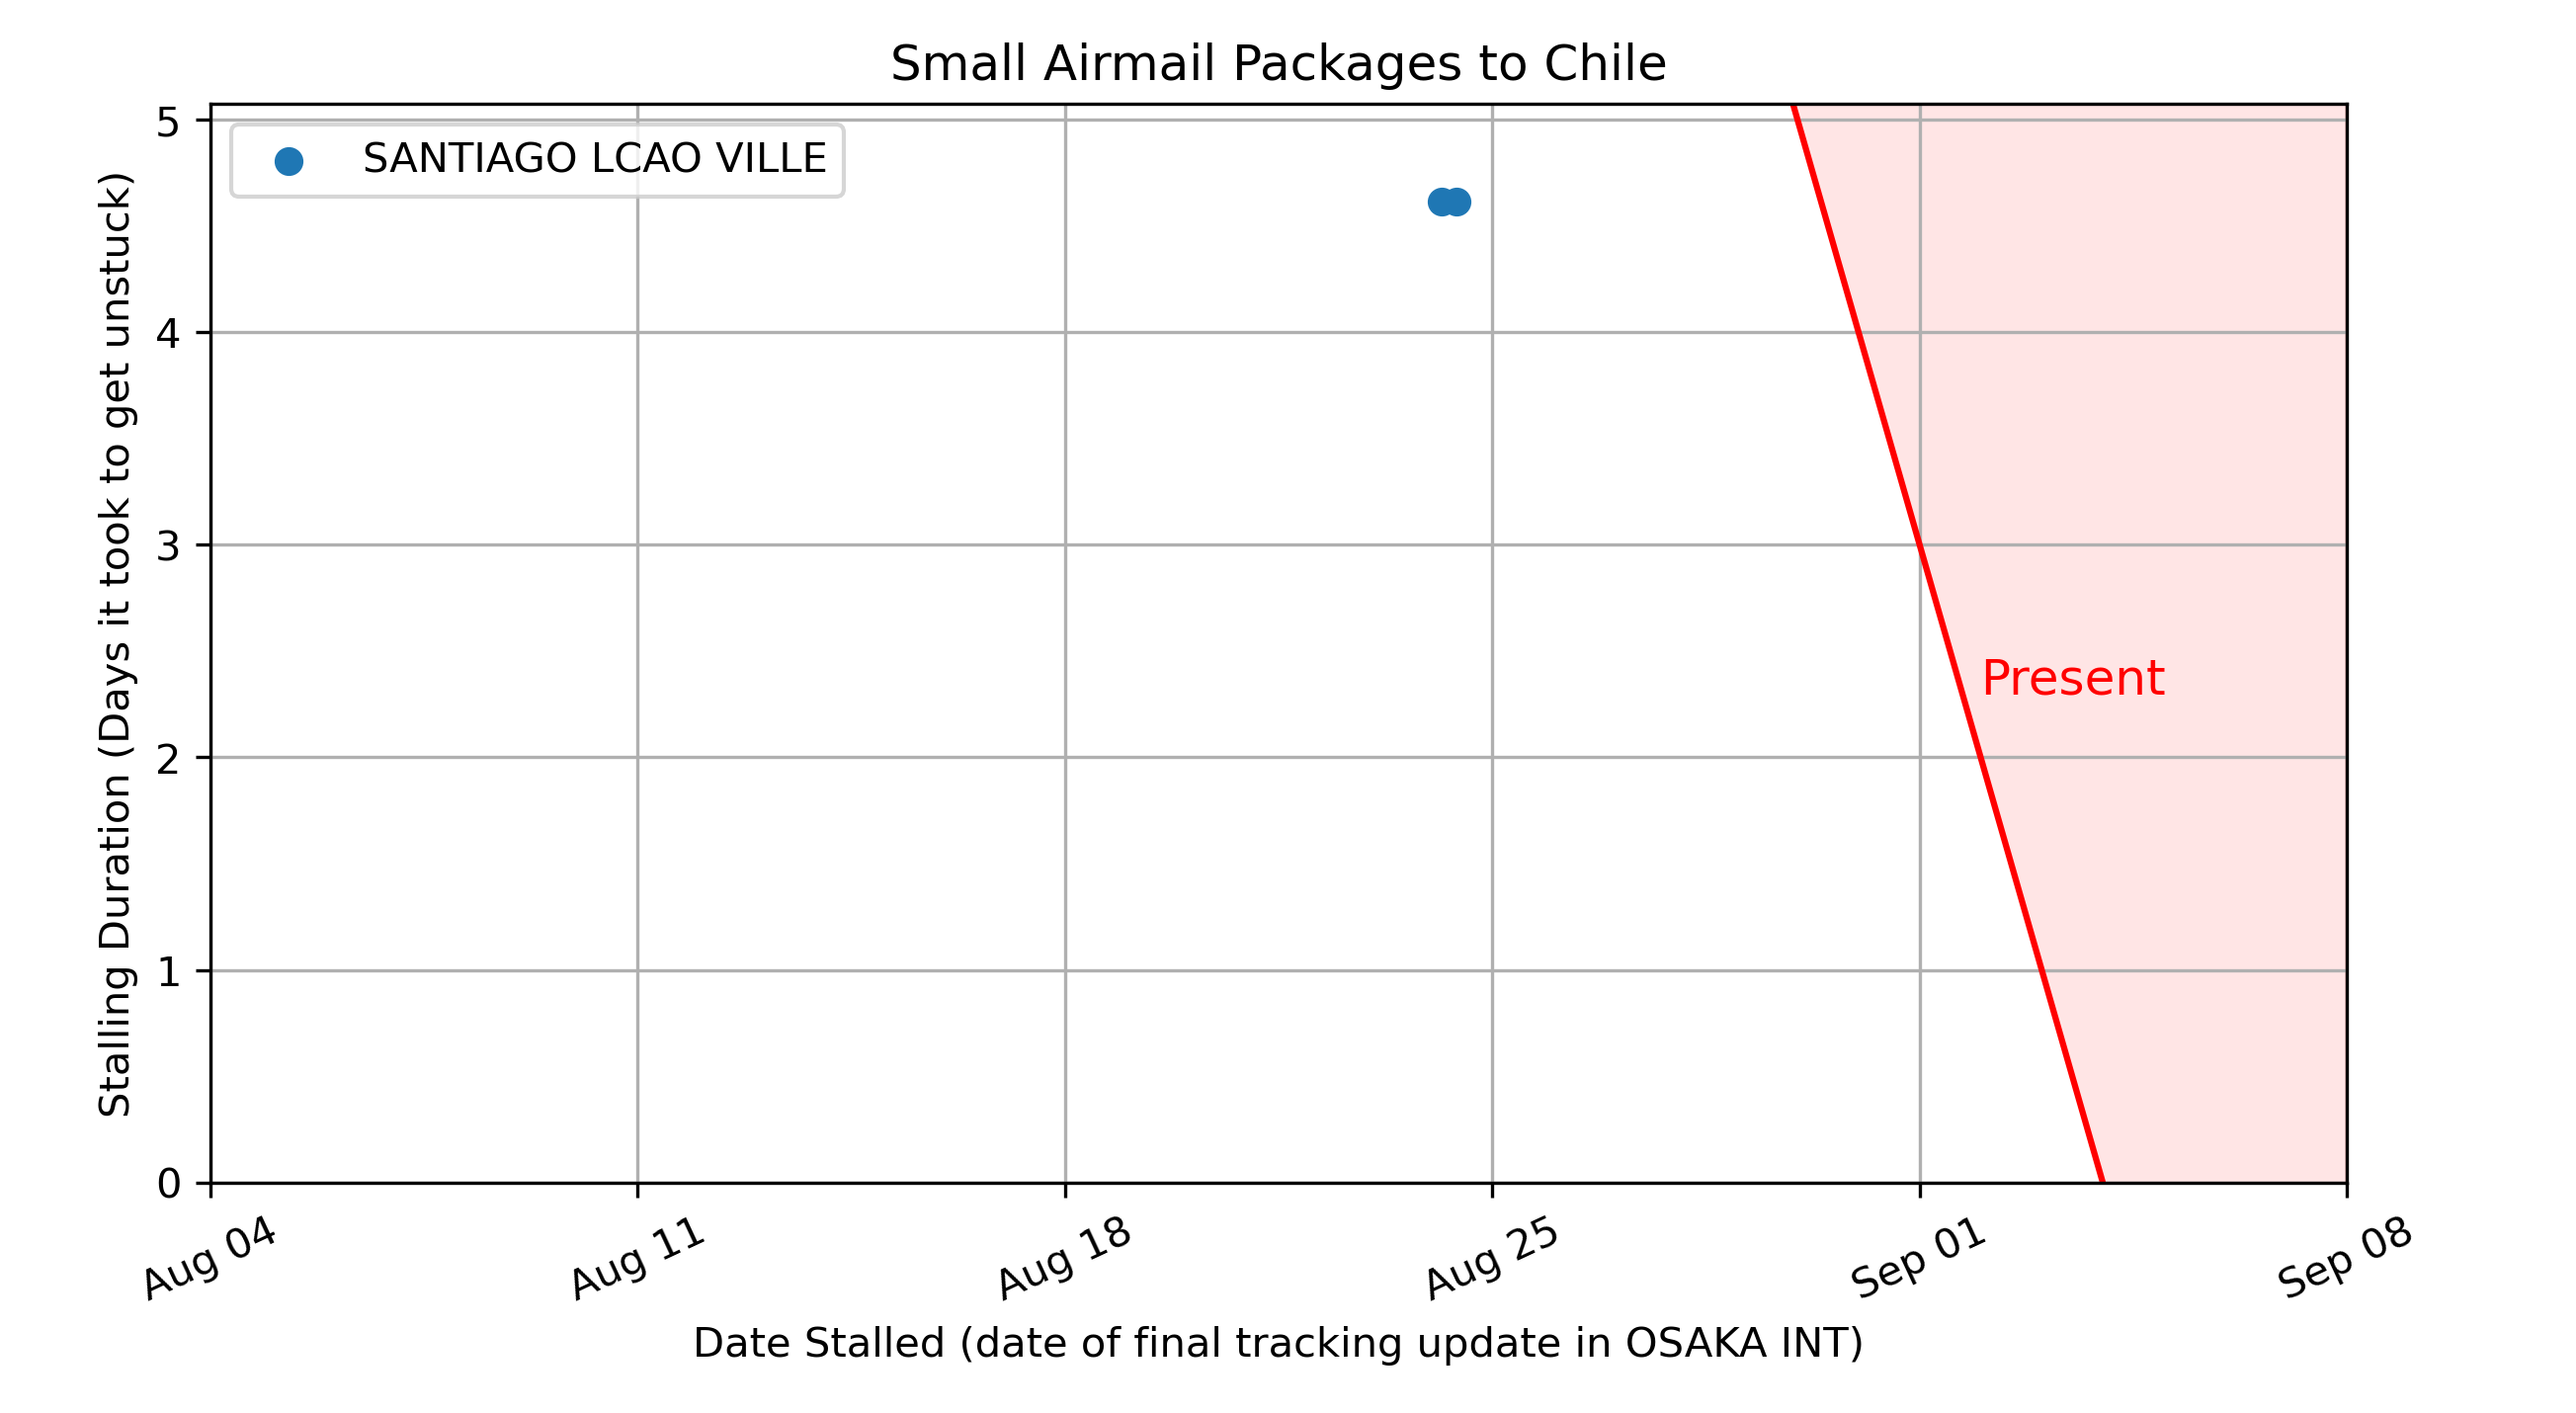 Small Airmail Packages to Chile
SANTIAGO LCAO VILLE
Stalling Duration (Days it took to get unstuck)
5
4
3
2
1
0
Present
Aug 04
Aug 11
Aug 18
Aug 25
Sep 01
Sep 08
Date Stalled (date of final tracking update in OSAKA INT)